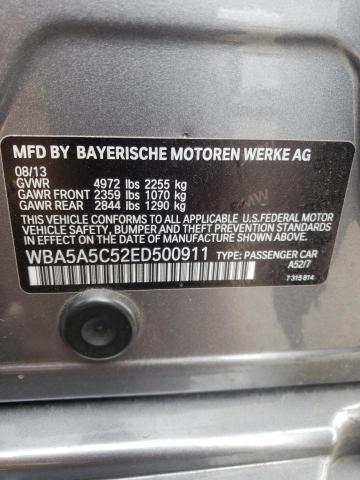 MFD BY BAYERISCHE MOTOREN WERKE AG
08/13
GVWR 4972 lbs 2255 kg
GAWR FRONT 2359 lbs 1070 kg
GAWR REAR 2844 lbs 1290 kg
THIS VEHICLE CONFORMS TO ALL APPLICABLE U.S.FEDERAL MOTOR
VEHICLE SAFETY, BUMPER AND THEFT PREVENTION STANDARDS
IN EFFECT ON THE DATE OF MANUFACTURE SHOWN ABOVE.
WBA5A5C52ED500911 TYPE: PASSENGER CAR
A52/7
7 315 814